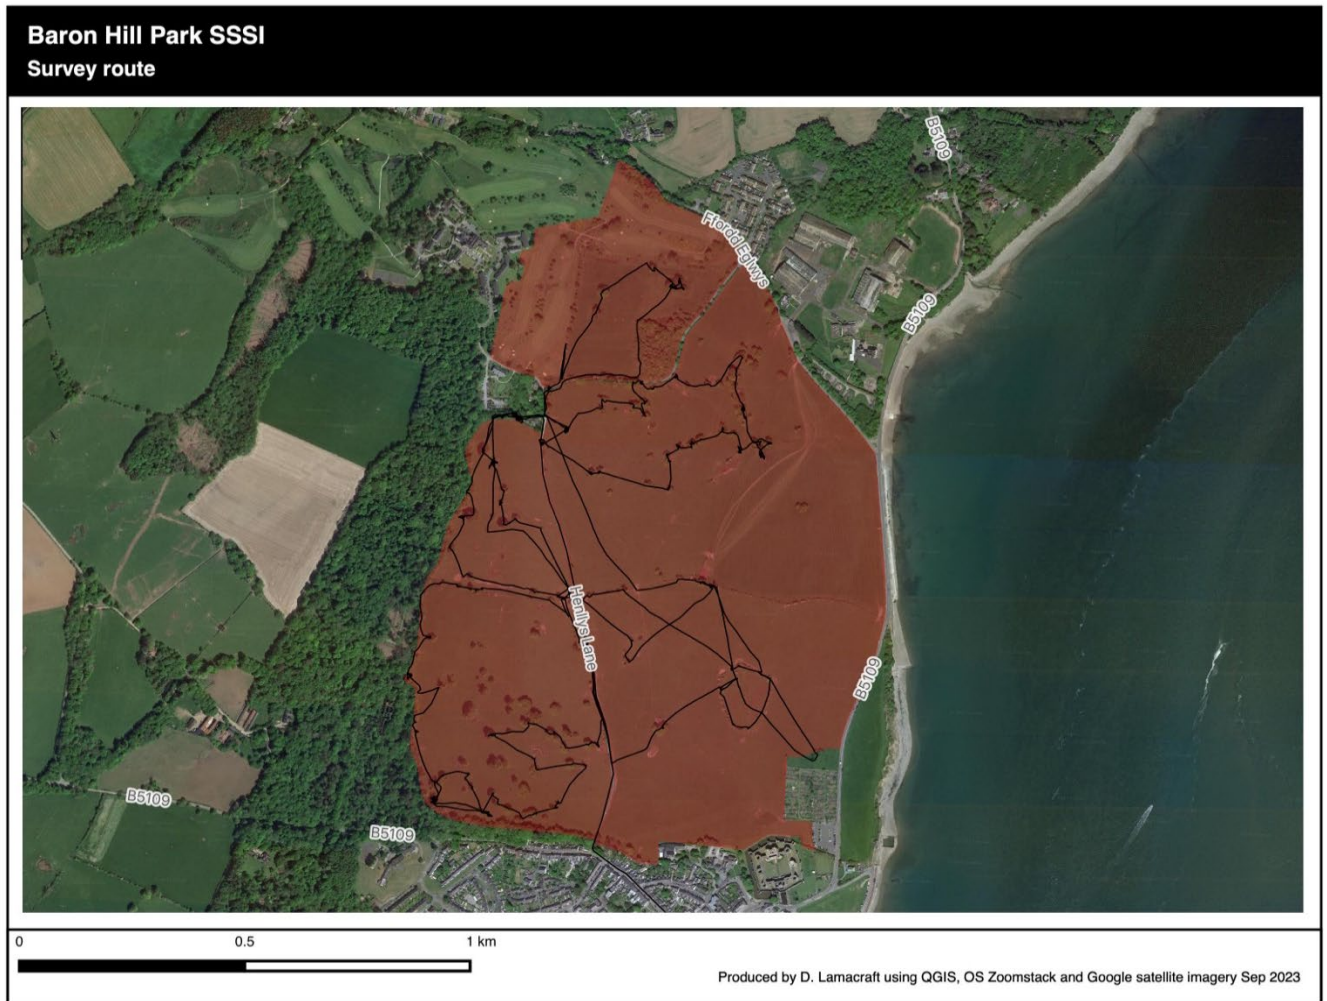 Baron Hill Park SSSI
Survey route
B5109
Ffordd Eglwys
B5109
Henllys Lane
B5109
B5109
B5109
0 0.5 1 km
Produced by D. Lamacraft using QGIS, OS Zoomstack and Google satellite imagery Sep 2023